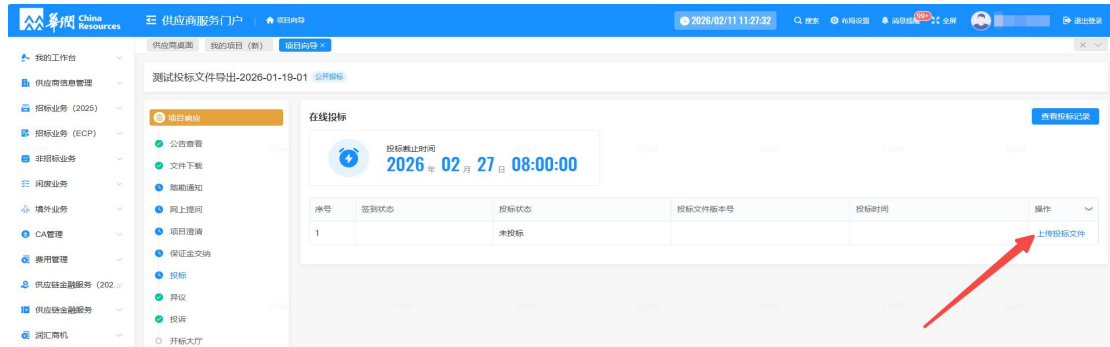 華潤 China Resources
供应商服务门户 项目向导 2026/02/11 11:27:32 搜索 布局设置 消息提醒 99+ 全屏 退出登录
供应商桌面 我的项目（新） 项目向导 ×
我的工作台
供应商信息管理
招标业务（2025）
招标业务（ECP）
非招标业务
闲废业务
境外业务
CA管理
费用管理
供应链金融服务（202...
供应链金融服务
润汇商机
测试投标文件导出-2026-01-19-01 公开招标
项目响应
公告查看
文件下载
踏勘通知
网上提问
项目澄清
保证金交纳
投标
异议
投诉
开标大厅
在线投标 查看投标记录
投标截止时间
2026 年 02 月 27 日 08:00:00
序号 签到状态 投标状态 投标文件版本号 投标时间 操作
1 未投标 上传投标文件